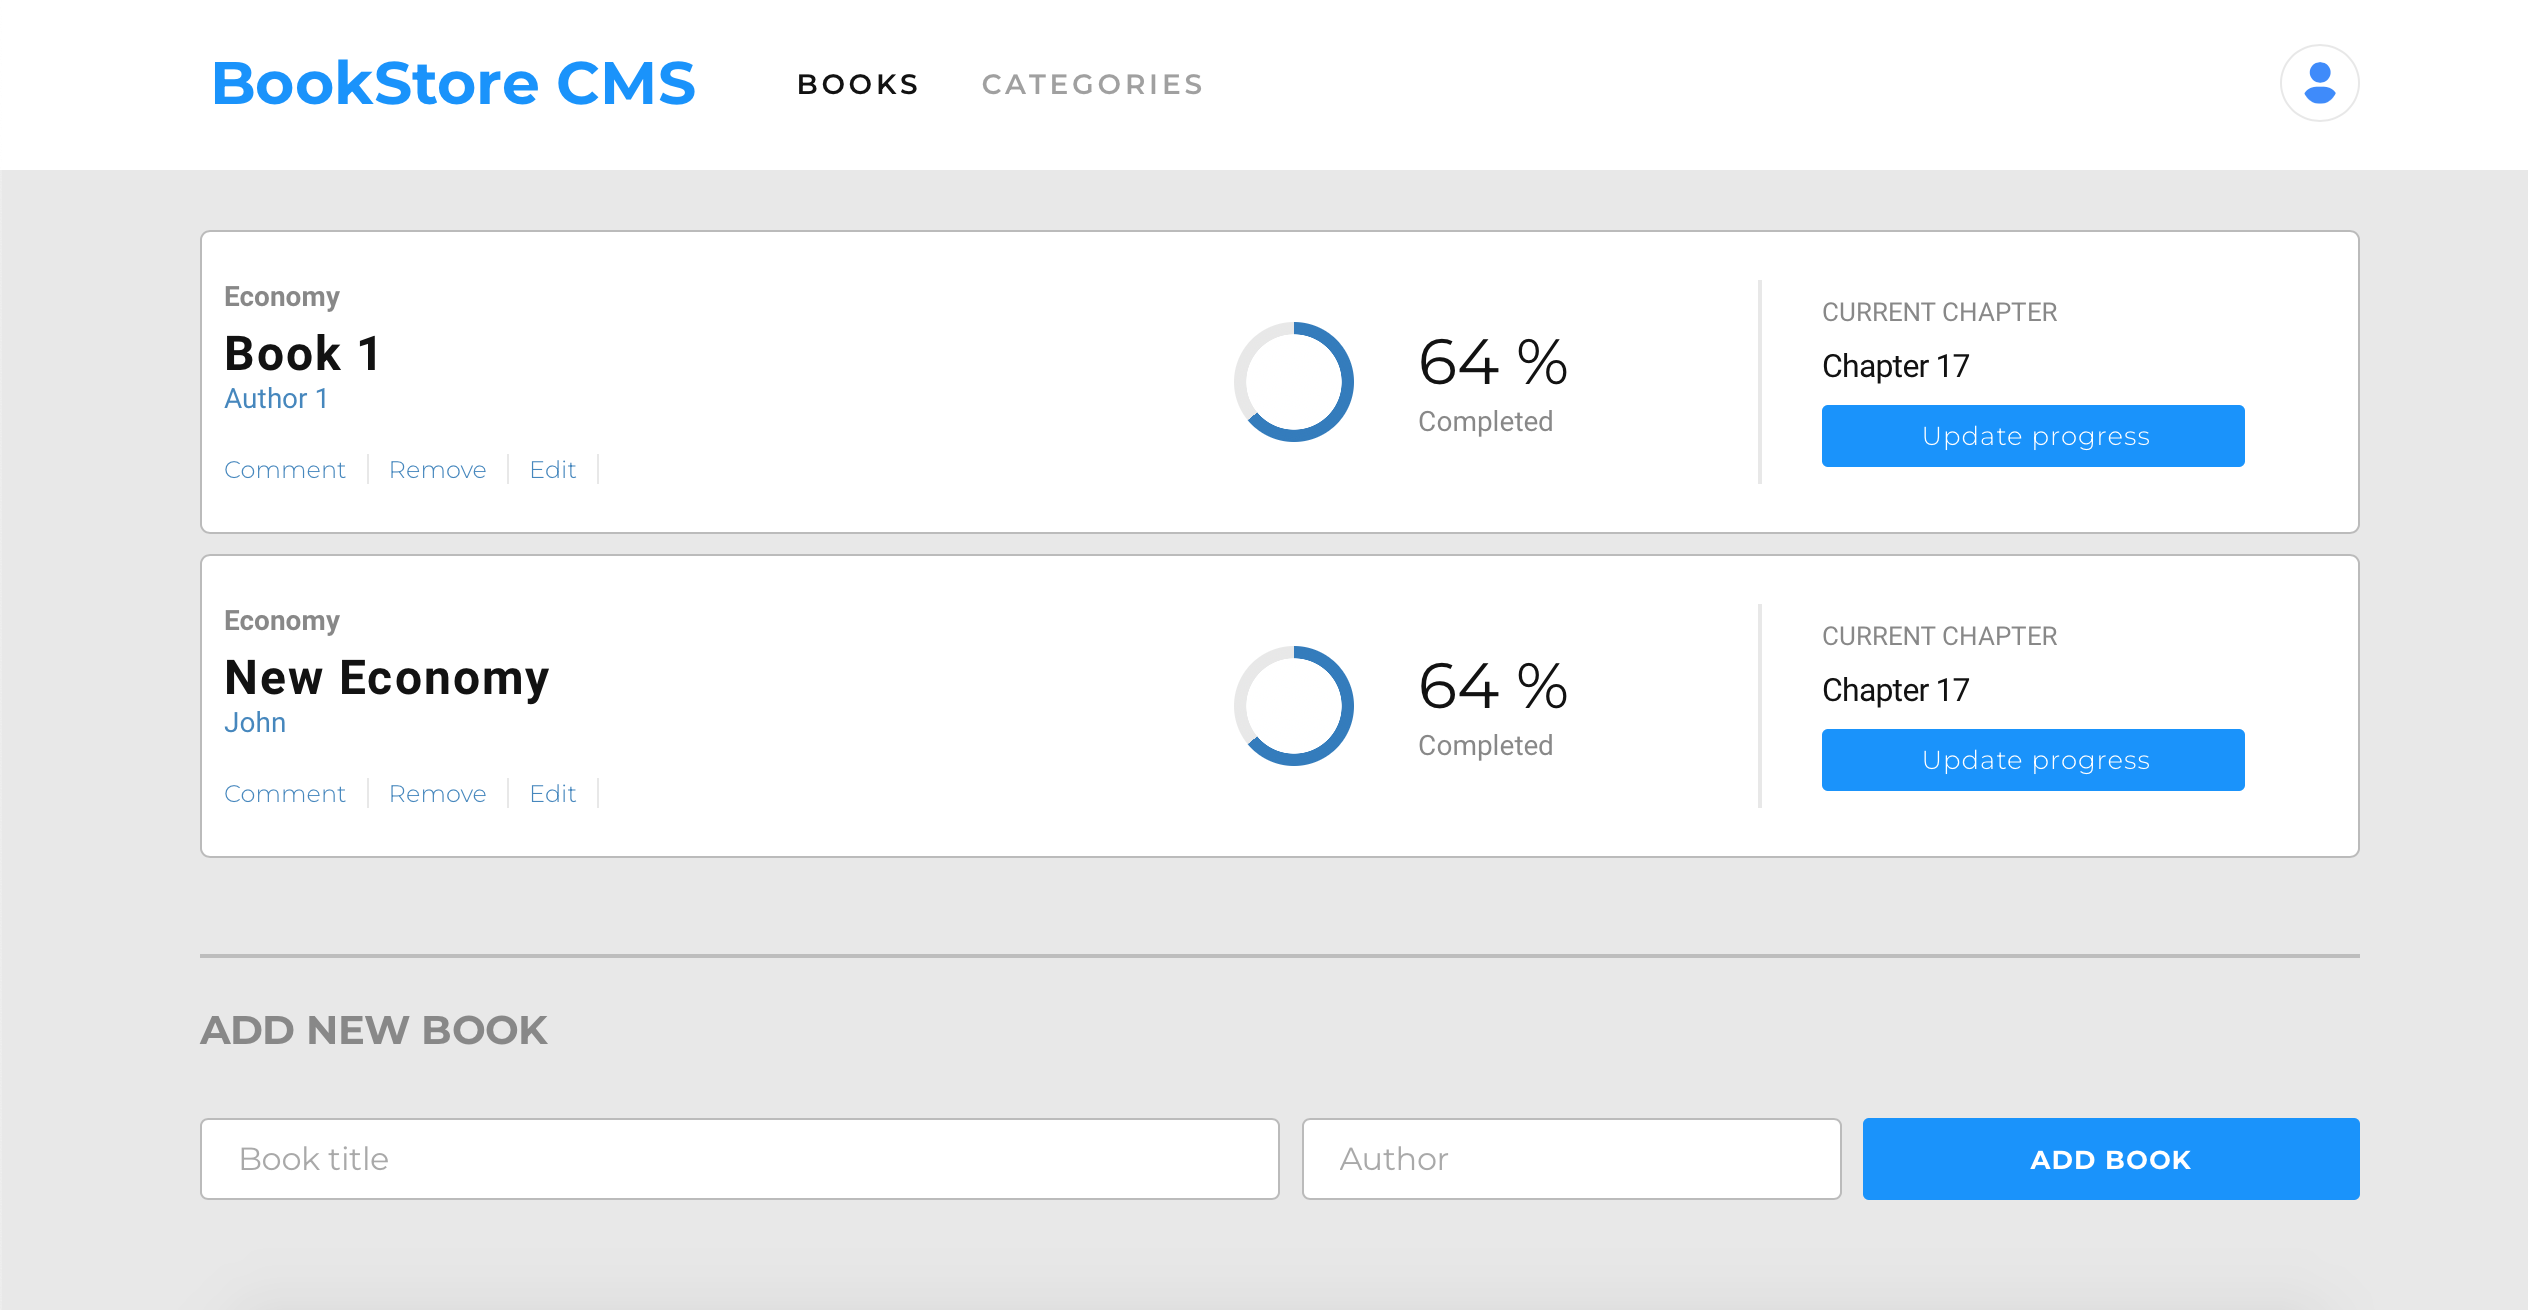 BookStore CMS
BOOKS
CATEGORIES
Economy
Book 1
Author 1
Comment
Remove
Edit
64 %
Completed
CURRENT CHAPTER
Chapter 17
Update progress
Economy
New Economy
John
Comment
Remove
Edit
64 %
Completed
CURRENT CHAPTER
Chapter 17
Update progress
ADD NEW BOOK
Book title
Author
ADD BOOK